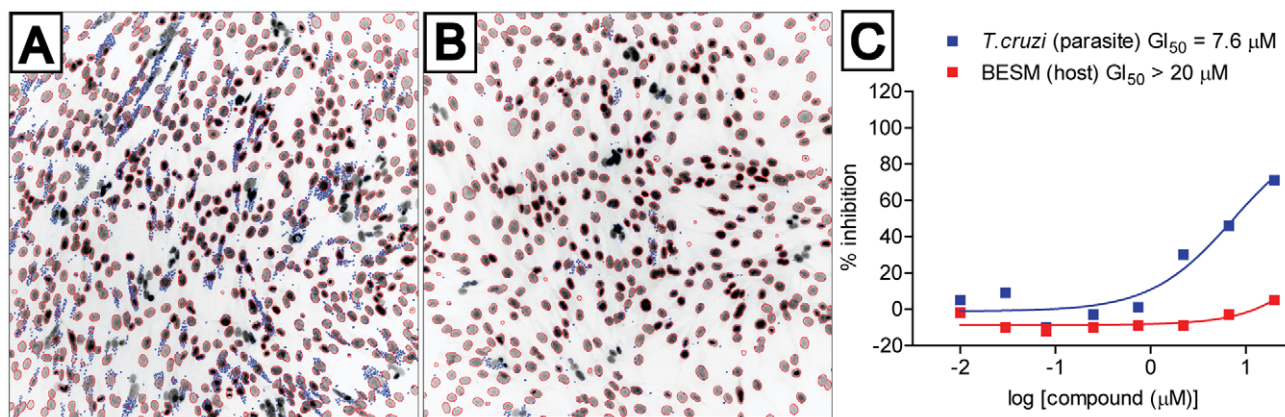 A
B
C
T.cruzi (parasite) GI50 = 7.6 μM
BESM (host) GI50 > 20 μM
120
100
80
60
40
20
0
-20
% inhibition
-2 -1 0 1
log [compound (μM)]